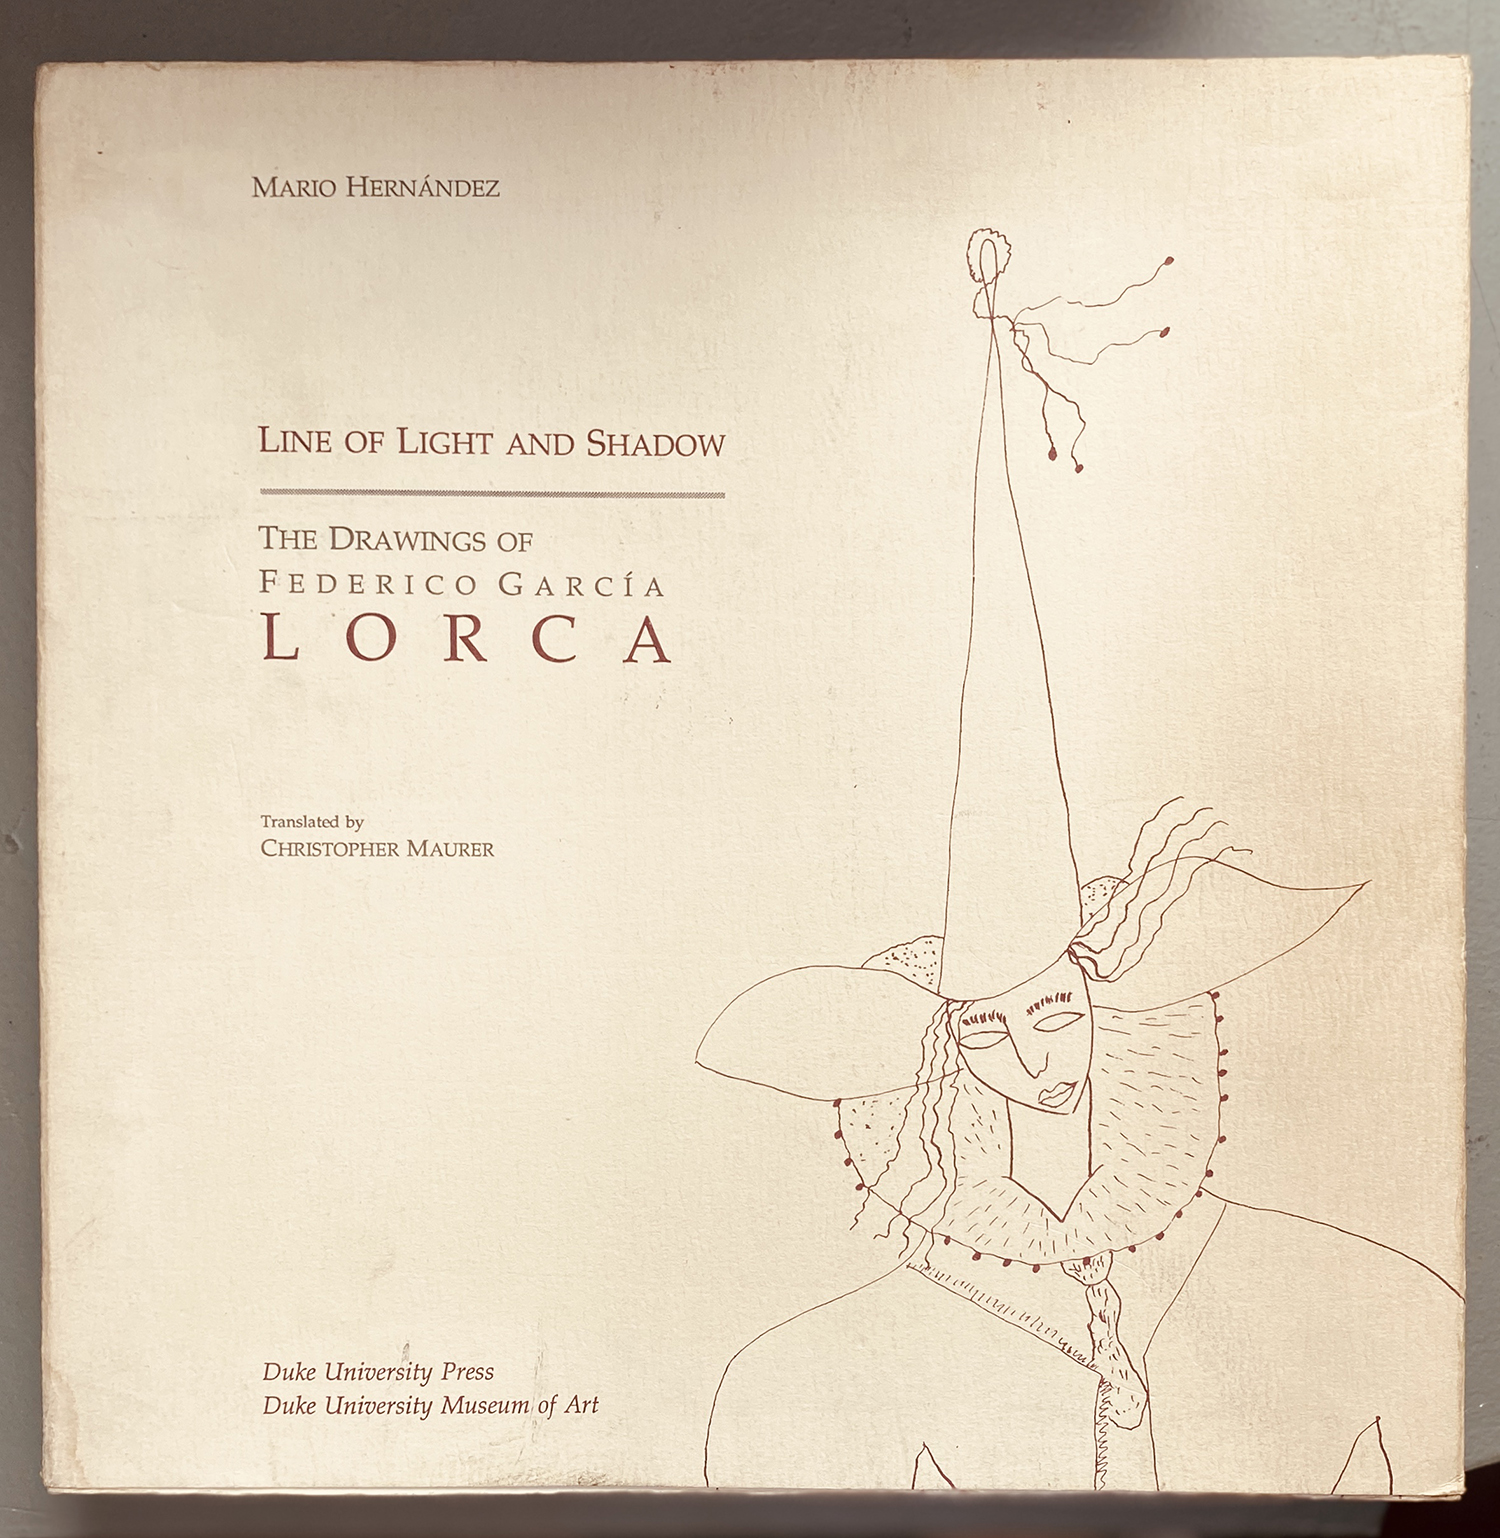 MARIO HERNÁNDEZ
LINE OF LIGHT AND SHADOW
THE DRAWINGS OF
FEDERICO GARCÍA
LORCA
Translated by
CHRISTOPHER MAURER
Duke University Press
Duke University Museum of Art